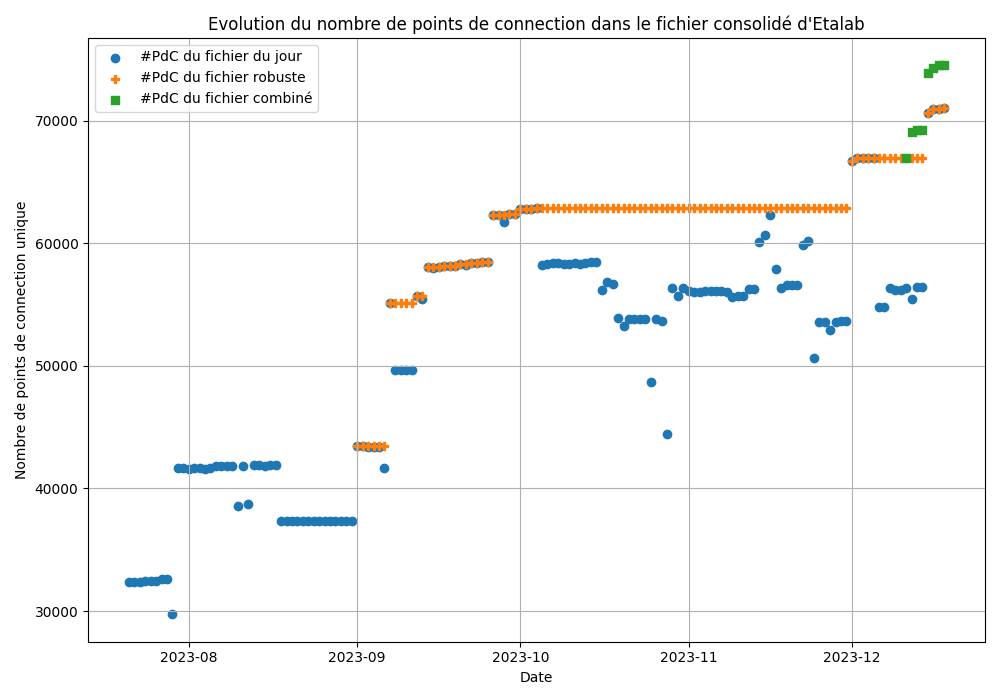 Evolution du nombre de points de connection dans le fichier consolidé d'Etalab
#PdC du fichier du jour
#PdC du fichier robuste
#PdC du fichier combiné
Nombre de points de connection unique
70000
60000
50000
40000
30000
2023-08
2023-09
2023-10
2023-11
2023-12
Date